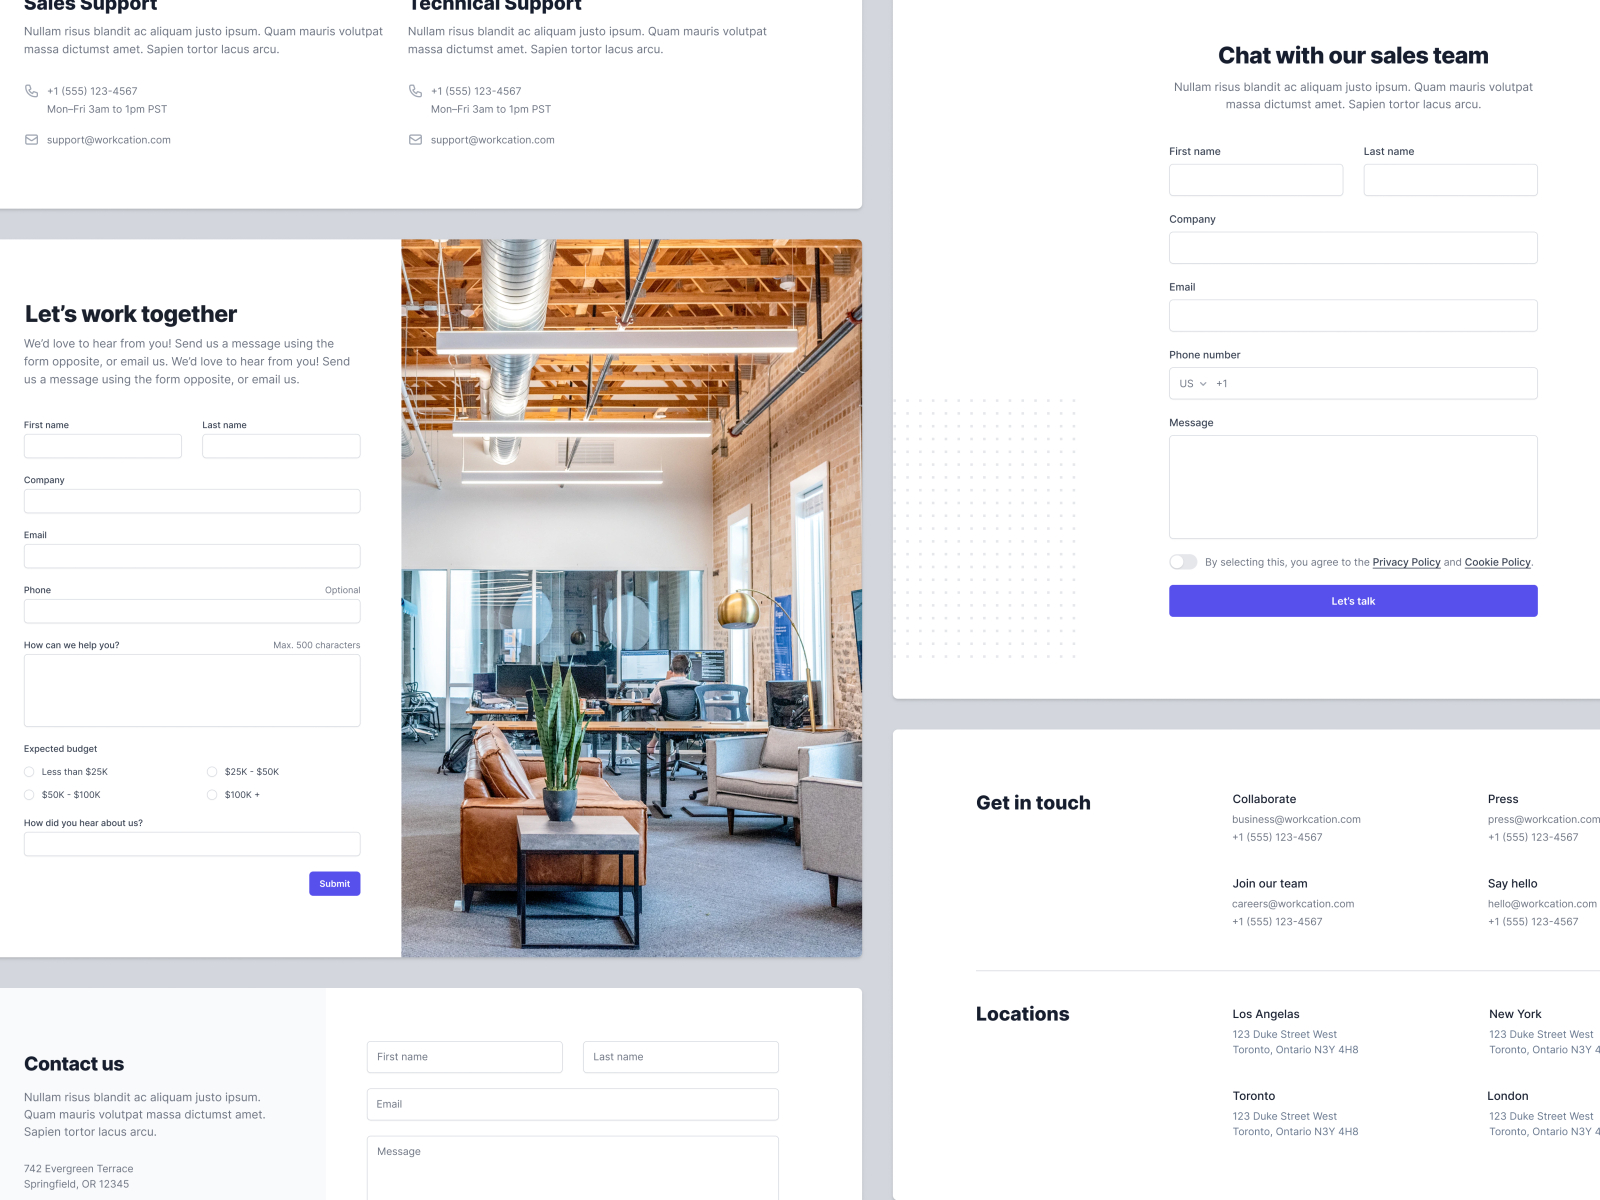 Sales Support
Nullam risus blandit ac aliquam justo ipsum. Quam mauris volutpat
massa dictumst amet. Sapien tortor lacus arcu.
+1 (555) 123-4567
Mon–Fri 3am to 1pm PST
support@workcation.com
Technical Support
Nullam risus blandit ac aliquam justo ipsum. Quam mauris volutpat
massa dictumst amet. Sapien tortor lacus arcu.
+1 (555) 123-4567
Mon–Fri 3am to 1pm PST
support@workcation.com
Let’s work together
We’d love to hear from you! Send us a message using the
form opposite, or email us. We’d love to hear from you! Send
us a message using the form opposite, or email us.
First name
Last name
Company
Email
Phone
Optional
How can we help you?
Max. 500 characters
Expected budget
Less than $25K
$25K - $50K
$50K - $100K
$100K +
How did you hear about us?
Submit
Contact us
Nullam risus blandit ac aliquam justo ipsum.
Quam mauris volutpat massa dictumst amet.
Sapien tortor lacus arcu.
742 Evergreen Terrace
Springfield, OR 12345
First name
Last name
Email
Message
Chat with our sales team
Nullam risus blandit ac aliquam justo ipsum. Quam mauris volutpat
massa dictumst amet. Sapien tortor lacus arcu.
First name
Last name
Company
Email
Phone number
US +1
Message
By selecting this, you agree to the Privacy Policy and Cookie Policy.
Let’s talk
Get in touch
Collaborate
business@workcation.com
+1 (555) 123-4567
Press
press@workcation.com
+1 (555) 123-4567
Join our team
careers@workcation.com
+1 (555) 123-4567
Say hello
hello@workcation.com
+1 (555) 123-4567
Locations
Los Angelas
123 Duke Street West
Toronto, Ontario N3Y 4H8
New York
123 Duke Street West
Toronto, Ontario N3Y 4
Toronto
123 Duke Street West
Toronto, Ontario N3Y 4H8
London
123 Duke Street West
Toronto, Ontario N3Y 4